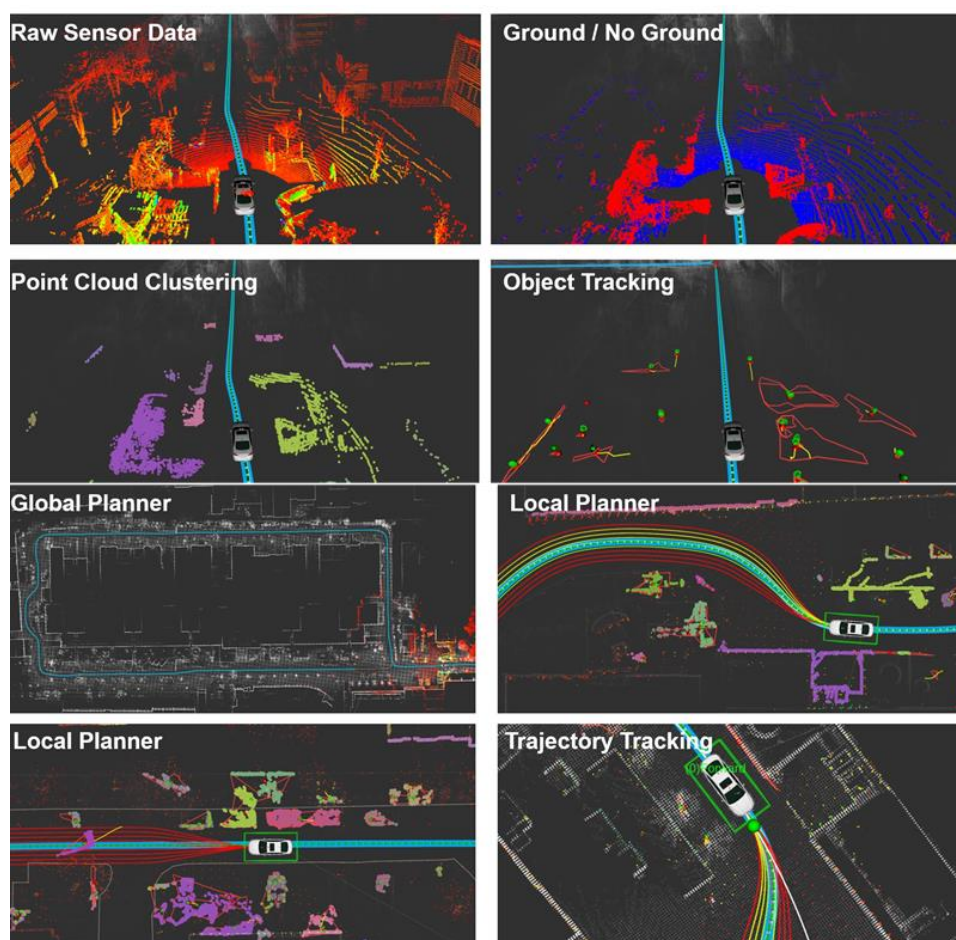 Raw Sensor Data
Ground / No Ground
Point Cloud Clustering
Object Tracking
Global Planner
Local Planner
Local Planner
Trajectory Tracking